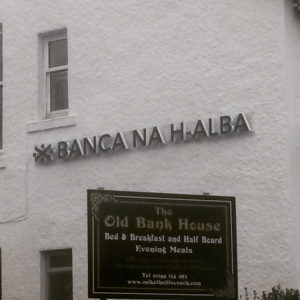 BANCA NA H-ALBA
The
Old Bank House
Bed & Breakfast and Half Board
Evening Meals